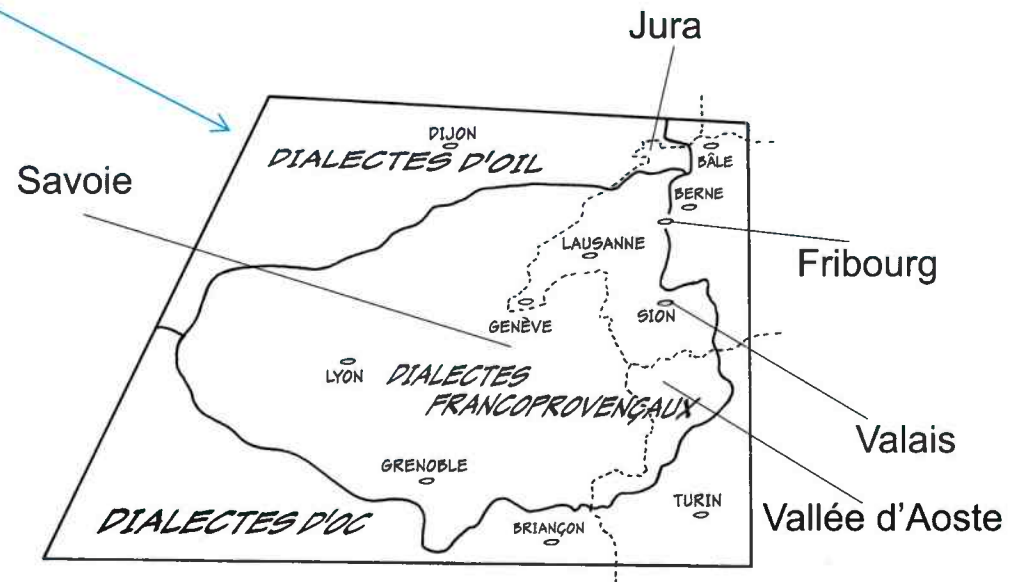 Jura
DIJON
DIALECTES D'OIL
BÂLE
Savoie
BERNE
LAUSANNE
Fribourg
GENÈVE
SION
LYON
DIALECTES
FRANCOPROVENÇAUX
Valais
GRENOBLE
TURIN
Vallée d'Aoste
DIALECTES D'OC
BRIANÇON